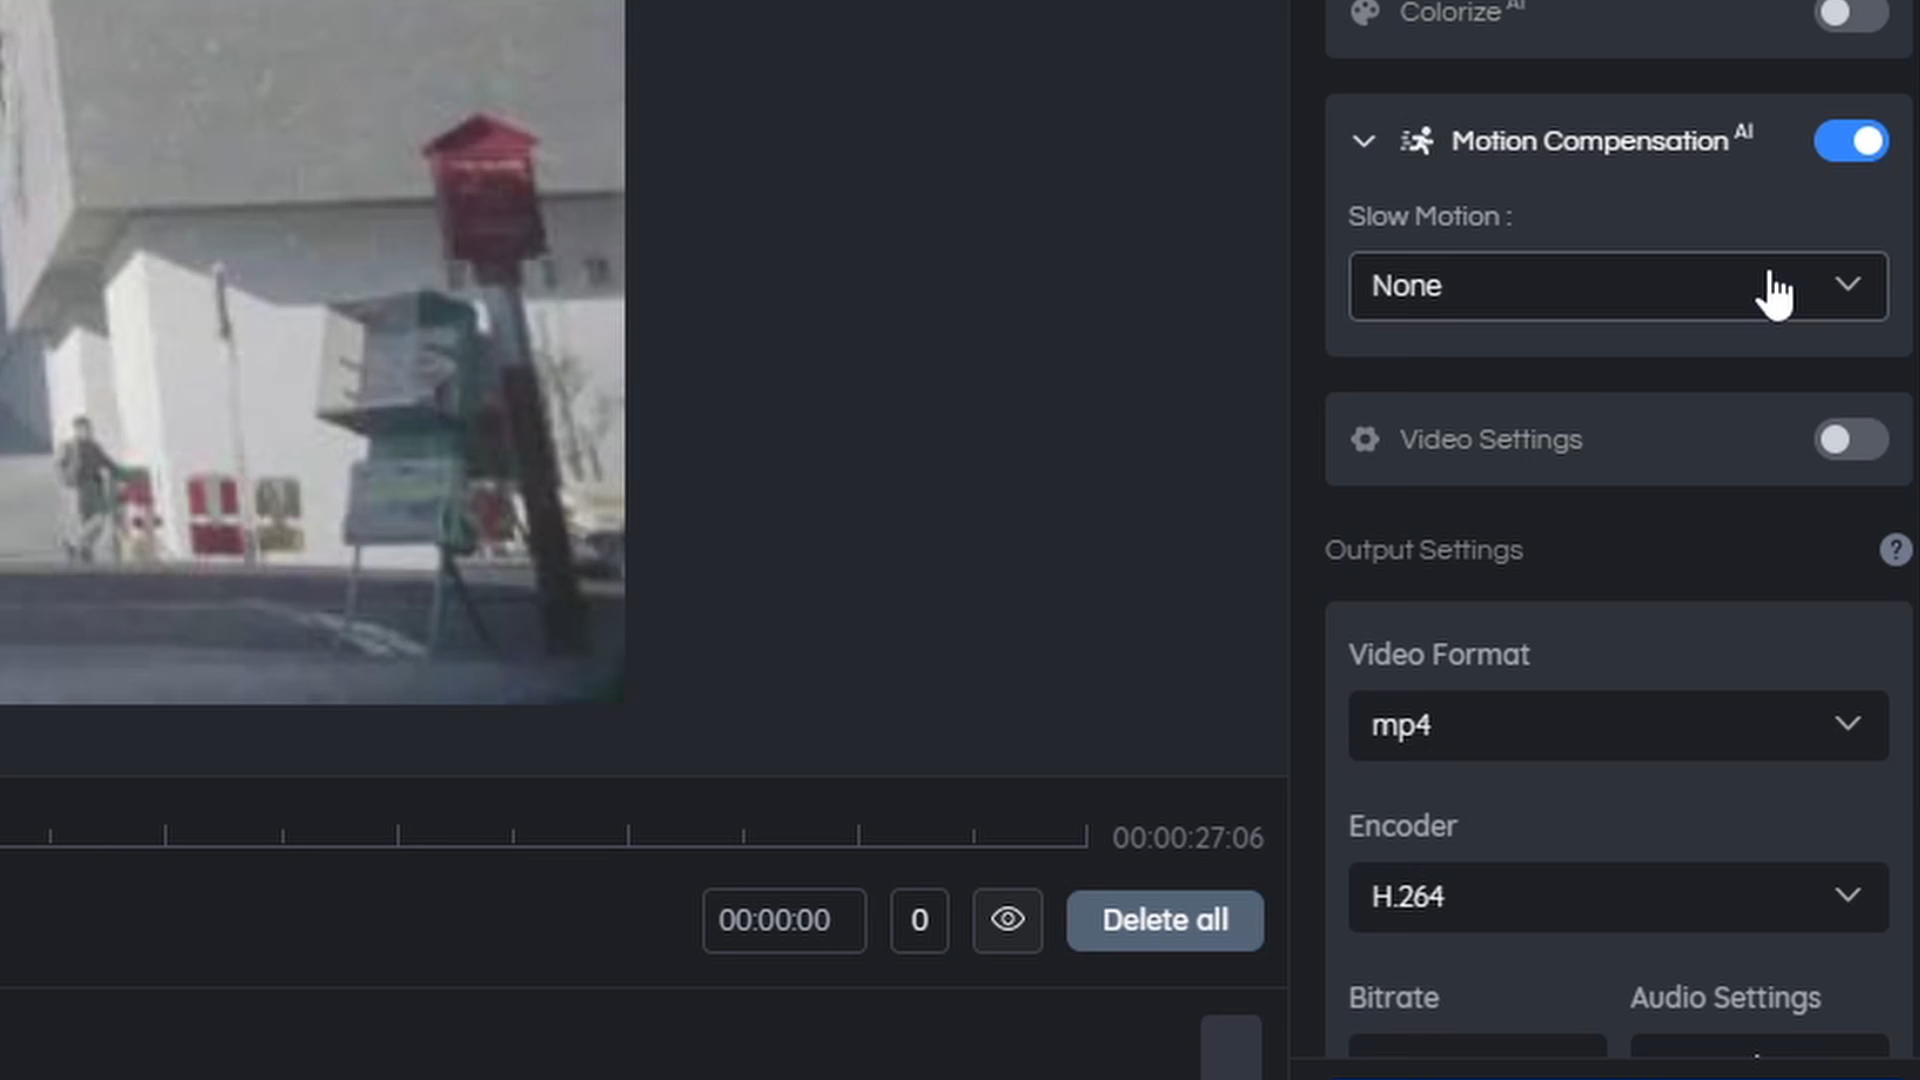 Colorize AI
Motion Compensation AI
Slow Motion :
None
Video Settings
Output Settings
?
Video Format
mp4
00:00:27:06
Encoder
H.264
00:00:00
0
Delete all
Bitrate
Audio Settings